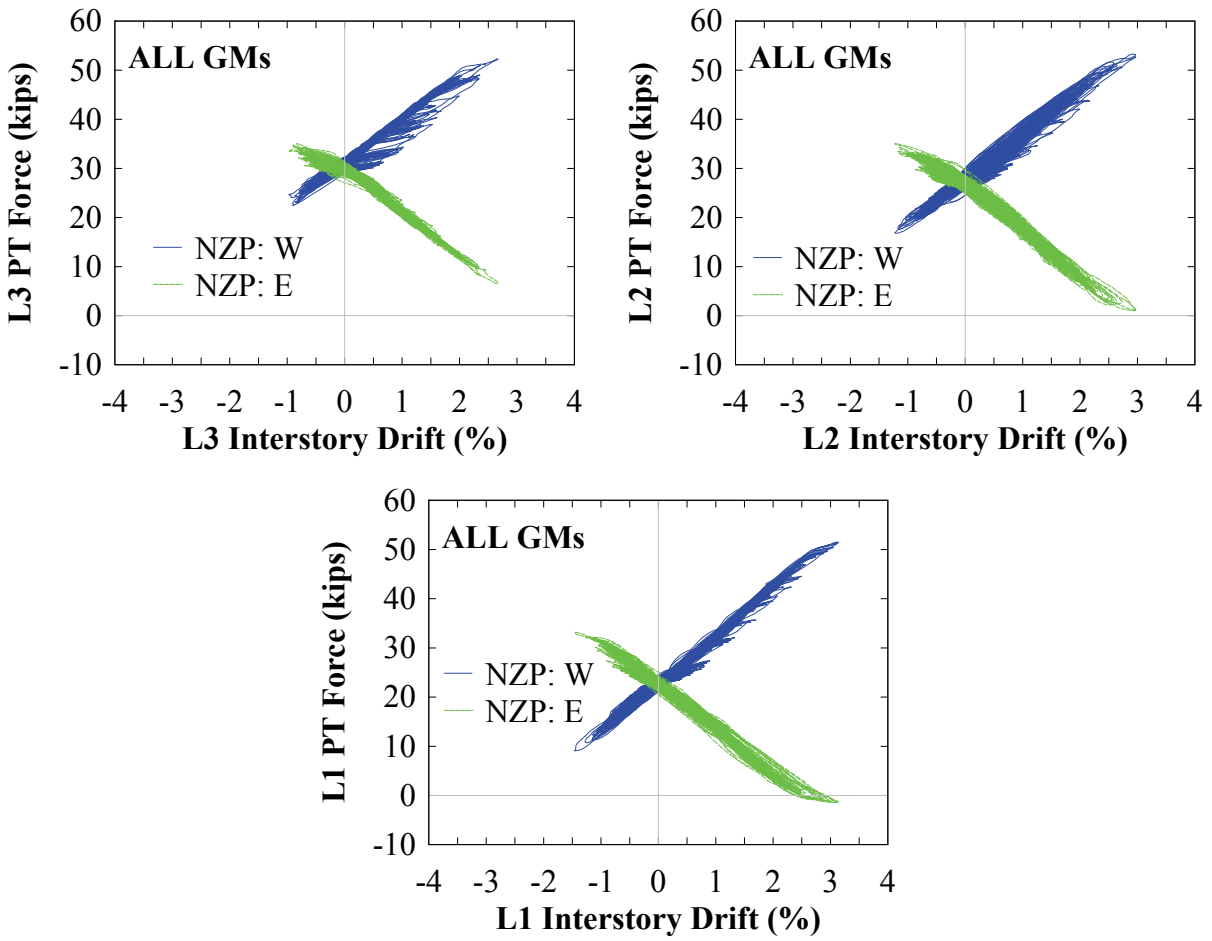 60
50
40
30
20
10
0
-10
L3 PT Force (kips)
ALL GMs
NZP: W
NZP: E
-4 -3 -2 -1 0 1 2 3 4
L3 Interstory Drift (%)
60
50
40
30
20
10
0
-10
L2 PT Force (kips)
ALL GMs
NZP: W
NZP: E
-4 -3 -2 -1 0 1 2 3 4
L2 Interstory Drift (%)
60
50
40
30
20
10
0
-10
L1 PT Force (kips)
ALL GMs
NZP: W
NZP: E
-4 -3 -2 -1 0 1 2 3 4
L1 Interstory Drift (%)